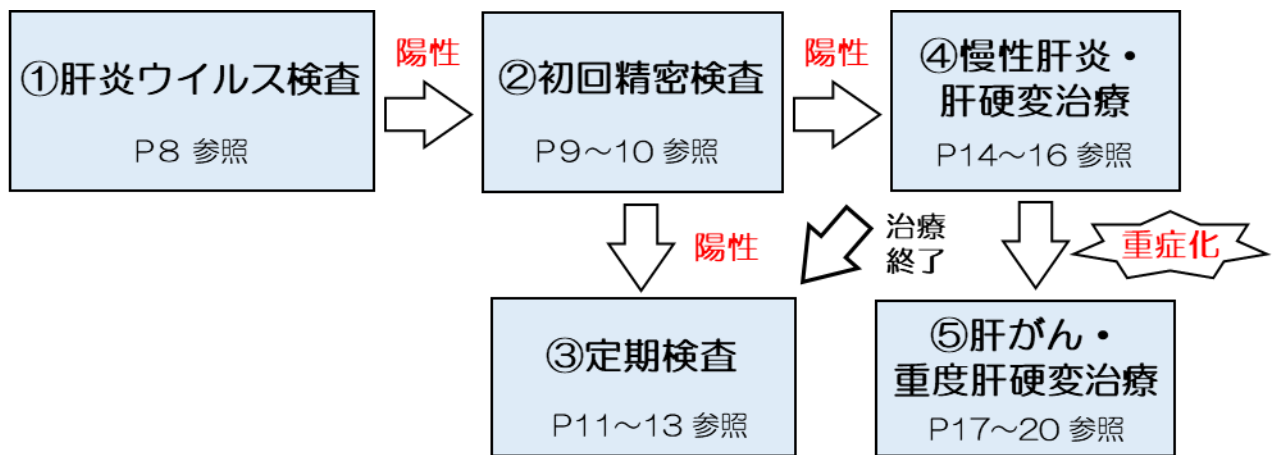 ①肝炎ウイルス検査
P8 参照
陽性
②初回精密検査
P9~10 参照
陽性
④慢性肝炎・
肝硬変治療
P14~16 参照
陽性
治療
終了
重症化
③定期検査
P11~13 参照
⑤肝がん・
重度肝硬変治療
P17~20 参照